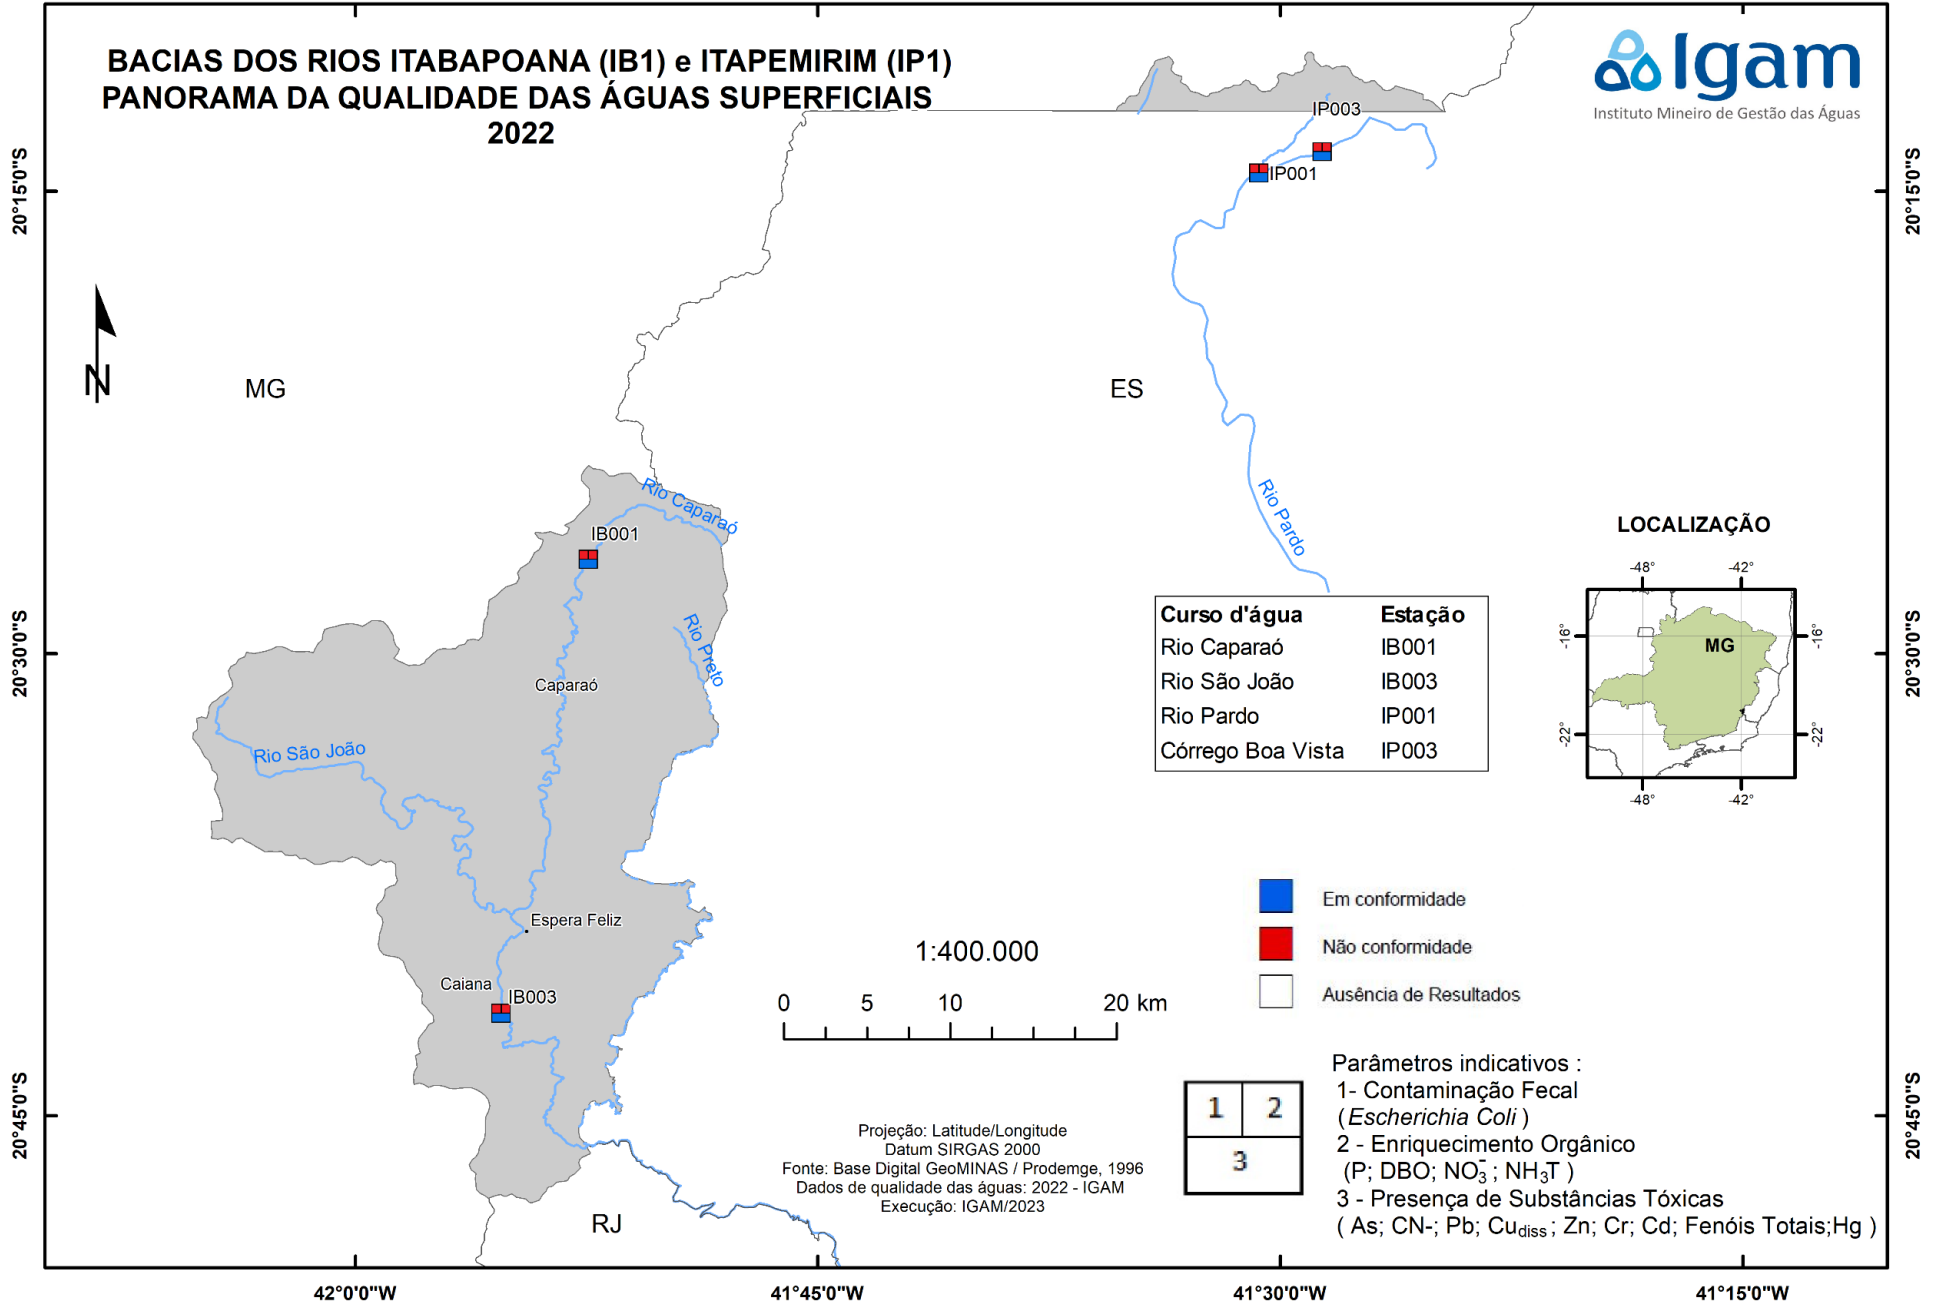 BACIAS DOS RIOS ITABAPOANA (IB1) e ITAPEMIRIM (IP1)
PANORAMA DA QUALIDADE DAS ÁGUAS SUPERFICIAIS
2022
Igam
Instituto Mineiro de Gestão das Águas
IP003
IP001
20°15'0"S
20°15'0"S
N
MG
ES
Rio Caparaó
IB001
Rio Pardo
LOCALIZAÇÃO
-48°
-42°
-16°
-16°
MG
-22°
-22°
-48°
-42°
Curso d'água Estação
Rio Caparaó IB001
Rio São João IB003
Rio Pardo IP001
Córrego Boa Vista IP003
20°30'0"S
20°30'0"S
Rio Preto
Caparaó
Rio São João
Espera Feliz
Caiana
IB003
1:400.000
0 5 10 20 km
Em conformidade
Não conformidade
Ausência de Resultados
1 2
3
Parâmetros indicativos :
1- Contaminação Fecal
(Escherichia Coli )
2 - Enriquecimento Orgânico
(P; DBO; NO₃⁻; NH₃T )
3 - Presença de Substâncias Tóxicas
( As; CN-; Pb; Cudiss; Zn; Cr; Cd; Fenóis Totais;Hg )
20°45'0"S
20°45'0"S
Projeção: Latitude/Longitude
Datum SIRGAS 2000
Fonte: Base Digital GeoMINAS / Prodemge, 1996
Dados de qualidade das águas: 2022 - IGAM
Execução: IGAM/2023
RJ
42°0'0"W
41°45'0"W
41°30'0"W
41°15'0"W